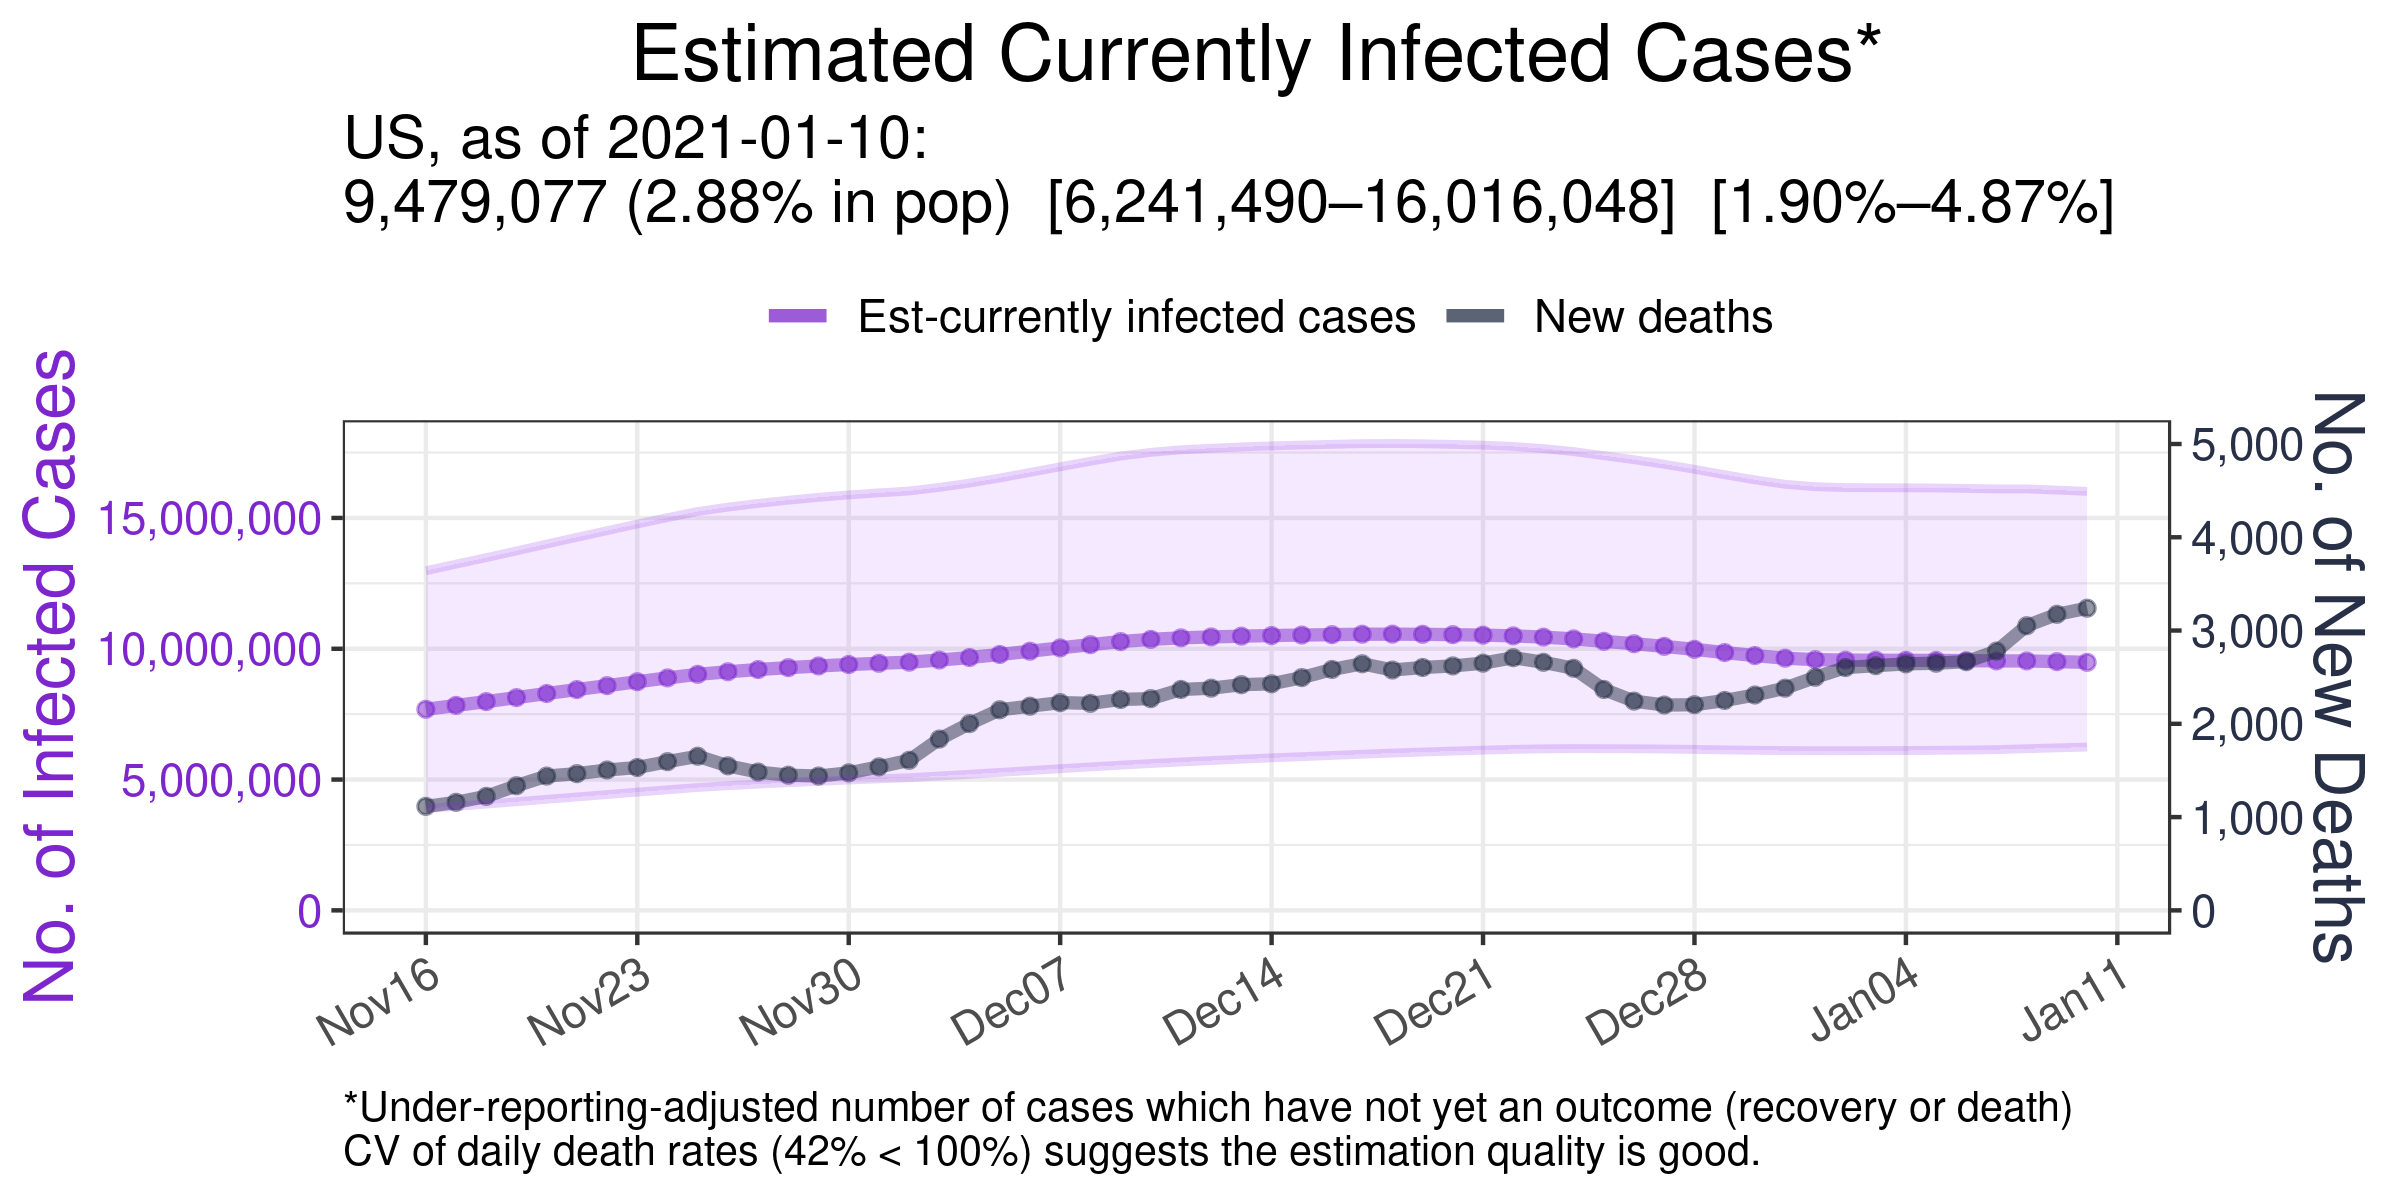 Estimated Currently Infected Cases*
US, as of 2021-01-10:
9,479,077 (2.88% in pop)  [6,241,490–16,016,048]  [1.90%–4.87%]
Est-currently infected cases
New deaths
No. of Infected Cases
15,000,000
10,000,000
5,000,000
0
5,000
4,000
3,000
2,000
1,000
0
No. of New Deaths
Nov16
Nov23
Nov30
Dec07
Dec14
Dec21
Dec28
Jan04
Jan11
*Under-reporting-adjusted number of cases which have not yet an outcome (recovery or death)
CV of daily death rates (42% < 100%) suggests the estimation quality is good.